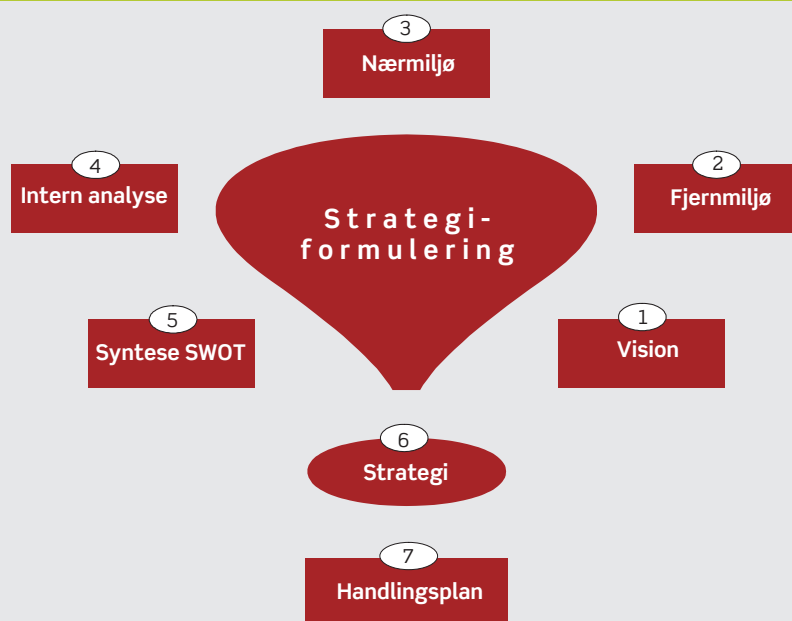 3
Nærmiljø
4
Intern analyse
2
Fjernmiljø
Strategi-
formulering
5
Syntese SWOT
1
Vision
6
Strategi
7
Handlingsplan